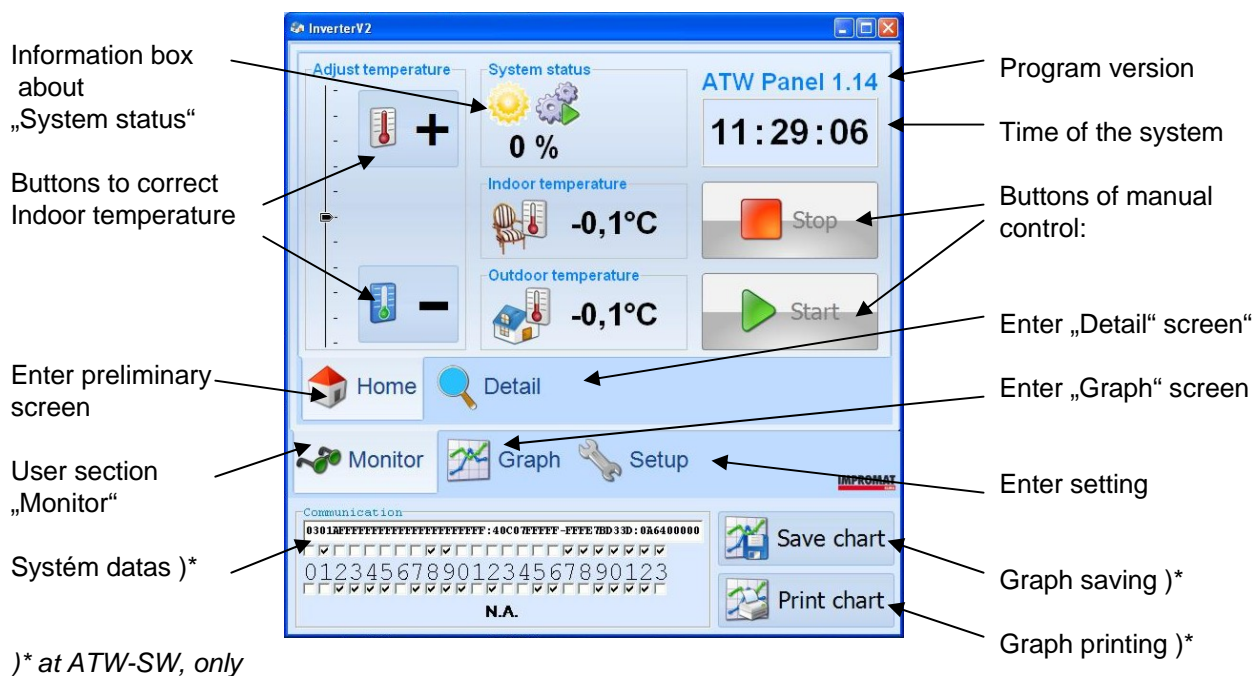 InverterV2
Information box
about
„System status“
Buttons to correct
Indoor temperature
Enter preliminary
screen
User section
„Monitor“
Systém datas )*
)* at ATW-SW, only
Adjust temperature
+
-
System status
0 %
Indoor temperature
-0,1°C
Outdoor temperature
-0,1°C
ATW Panel 1.14
11:29:06
Stop
Start
Home
Detail
Monitor
Graph
Setup
IMPROMAT
Communication
N.A.
012345678901234567890123
Save chart
Print chart
Program version
Time of the system
Buttons of manual
control:
Enter „Detail“ screen“
Enter „Graph“ screen
Enter setting
Graph saving )*
Graph printing )*